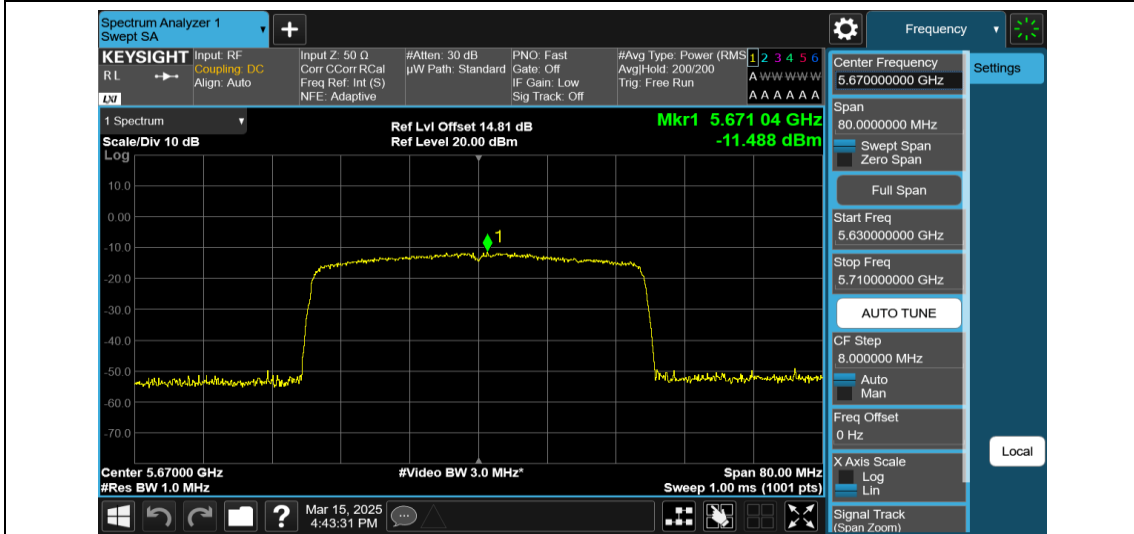 Spectrum Analyzer 1
Swept SA
Frequency
KEYSIGHT
R L
LXI
Input: RF
Coupling: DC
Align: Auto
Input Z: 50 Ω
Corr CCorr RCal
Freq Ref: Int (S)
NFE: Adaptive
#Atten: 30 dB
µW Path: Standard
PNO: Fast
Gate: Off
IF Gain: Low
Sig Track: Off
#Avg Type: Power (RMS
Avg|Hold: 200/200
Trig: Free Run
1 2 3 4 5 6
A W W W W W
A A A A A A
1 Spectrum
Scale/Div 10 dB
Log
Ref Lvl Offset 14.81 dB
Ref Level 20.00 dBm
Mkr1 5.671 04 GHz
-11.488 dBm
10.0
0.00
-10.0
-20.0
-30.0
-40.0
-50.0
-60.0
-70.0
1
Center 5.67000 GHz
#Res BW 1.0 MHz
#Video BW 3.0 MHz*
Span 80.00 MHz
Sweep 1.00 ms (1001 pts)
Mar 15, 2025
4:43:31 PM
?
Center Frequency
5.670000000 GHz
Settings
Span
80.0000000 MHz
Swept Span
Zero Span
Full Span
Start Freq
5.630000000 GHz
Stop Freq
5.710000000 GHz
AUTO TUNE
CF Step
8.000000 MHz
Auto
Man
Freq Offset
0 Hz
X Axis Scale
Log
Lin
Signal Track
(Span Zoom)
Local